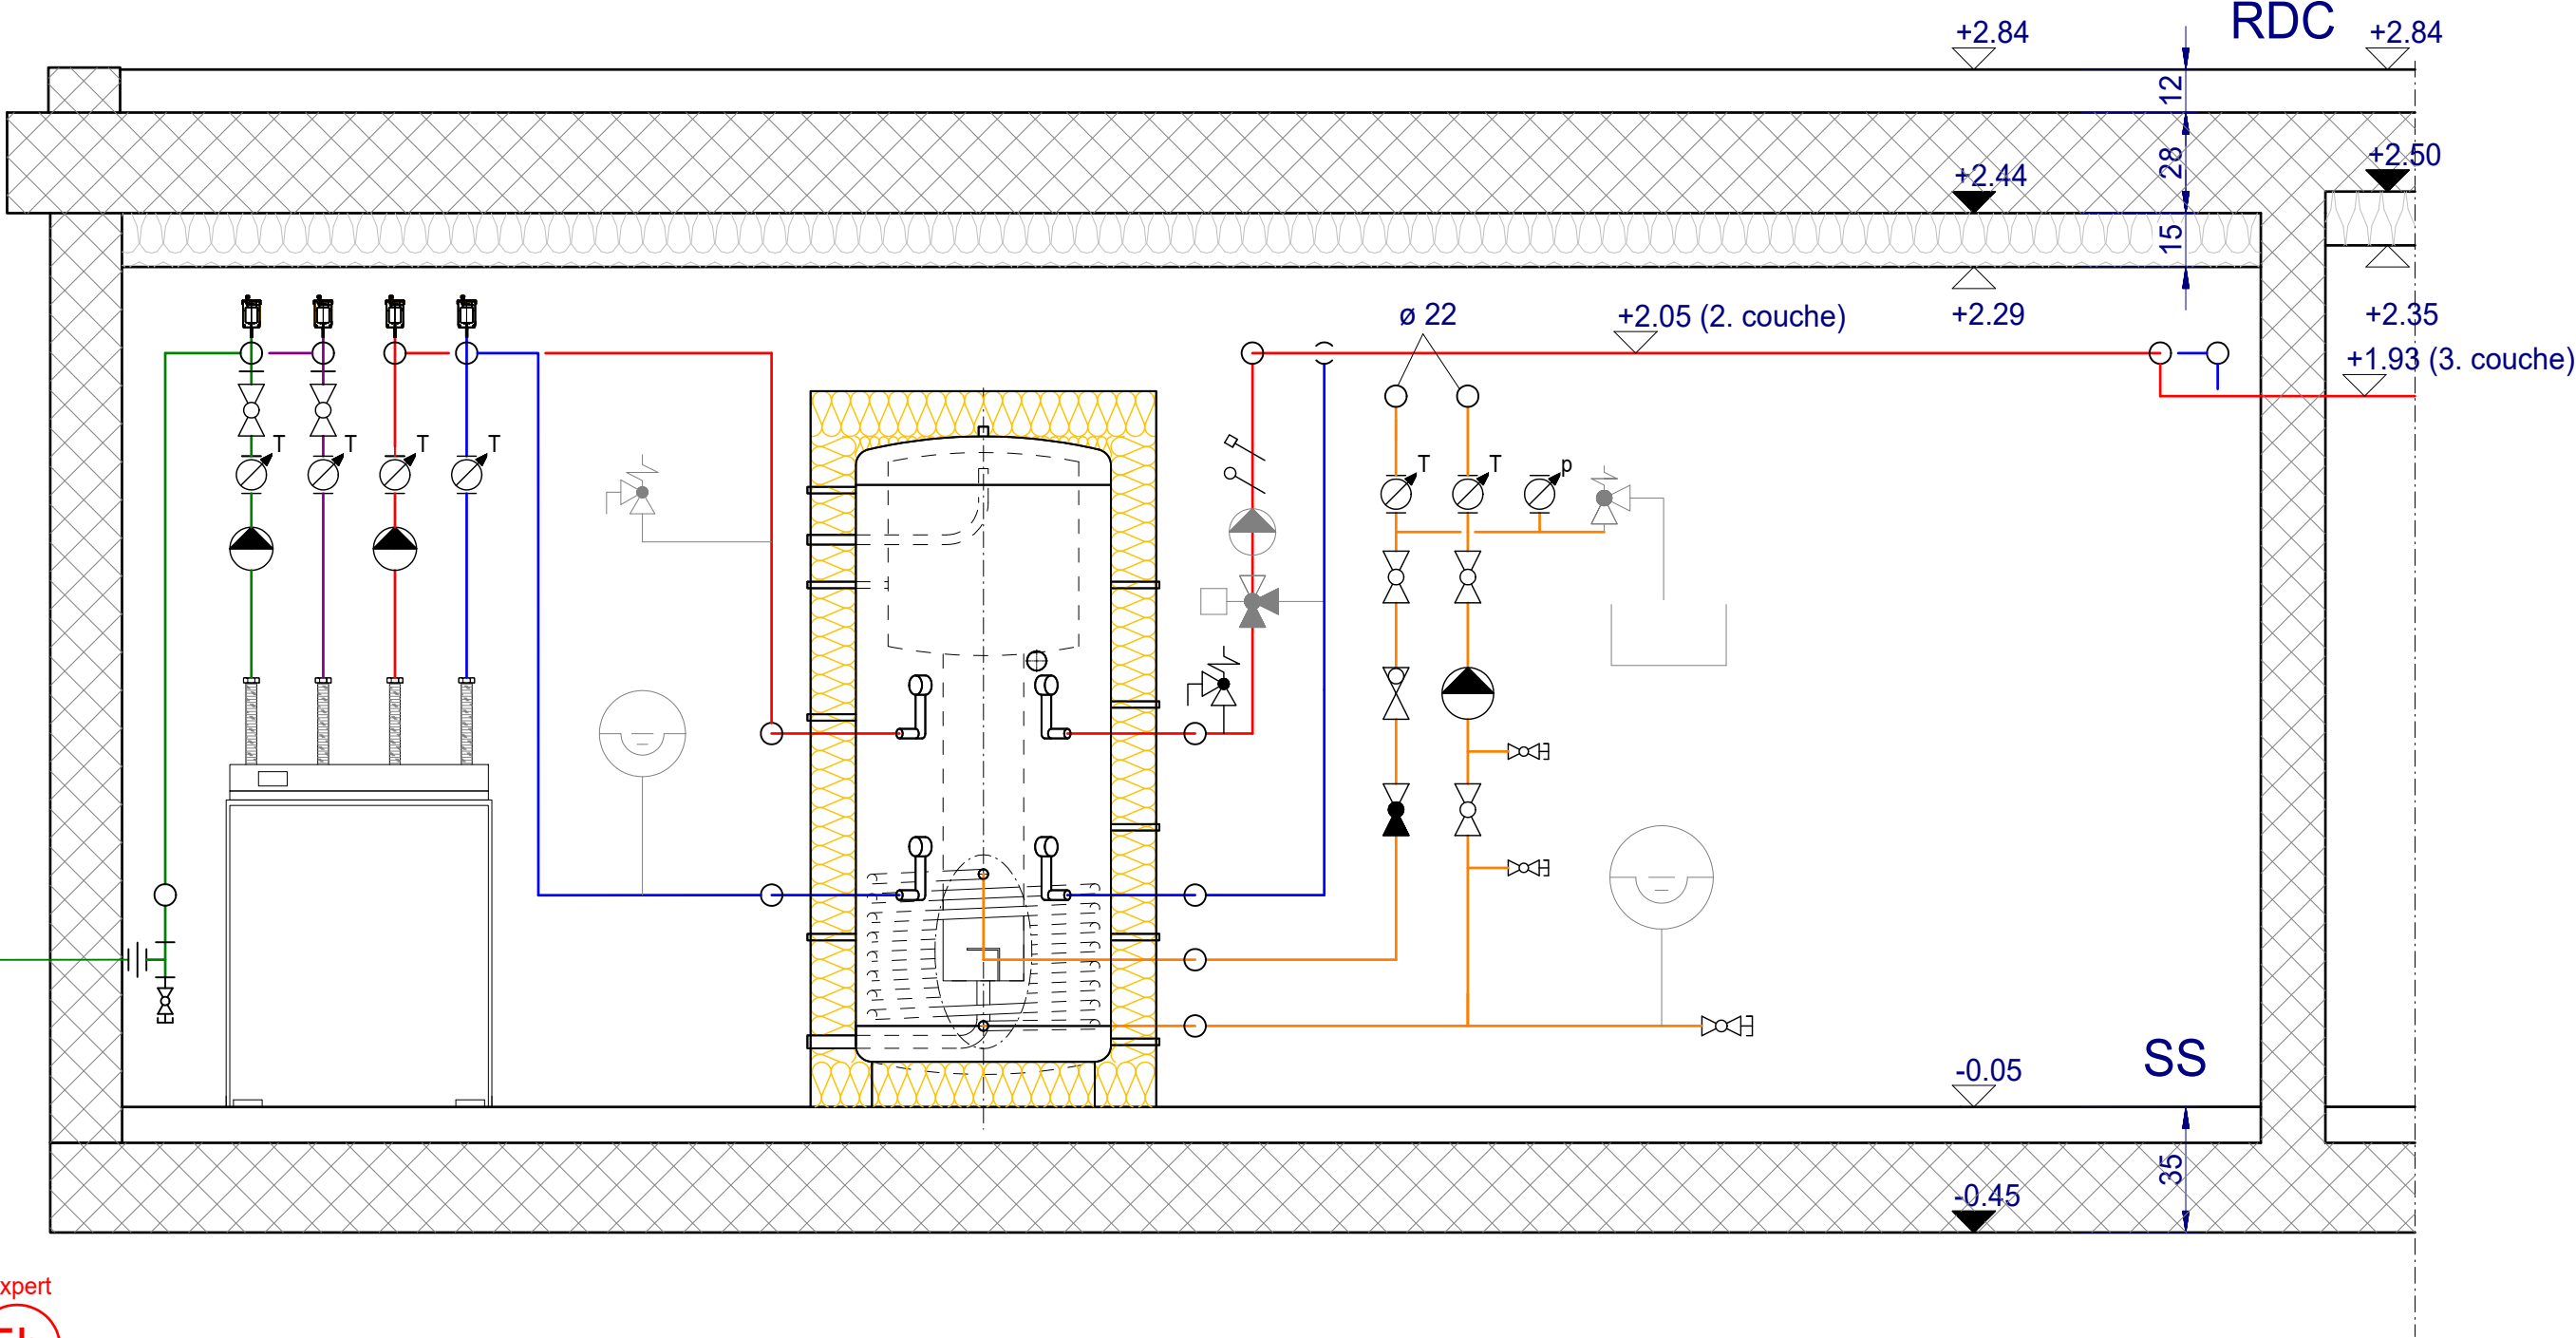 RDC
+2.84
+2.84
12
28
+2.50
+2.44
15
ø 22
+2.05 (2. couche)
+2.29
+2.35
+1.93 (3. couche)
T
T
T
T
T
T
p
SS
-0.05
35
-0.45
xpert